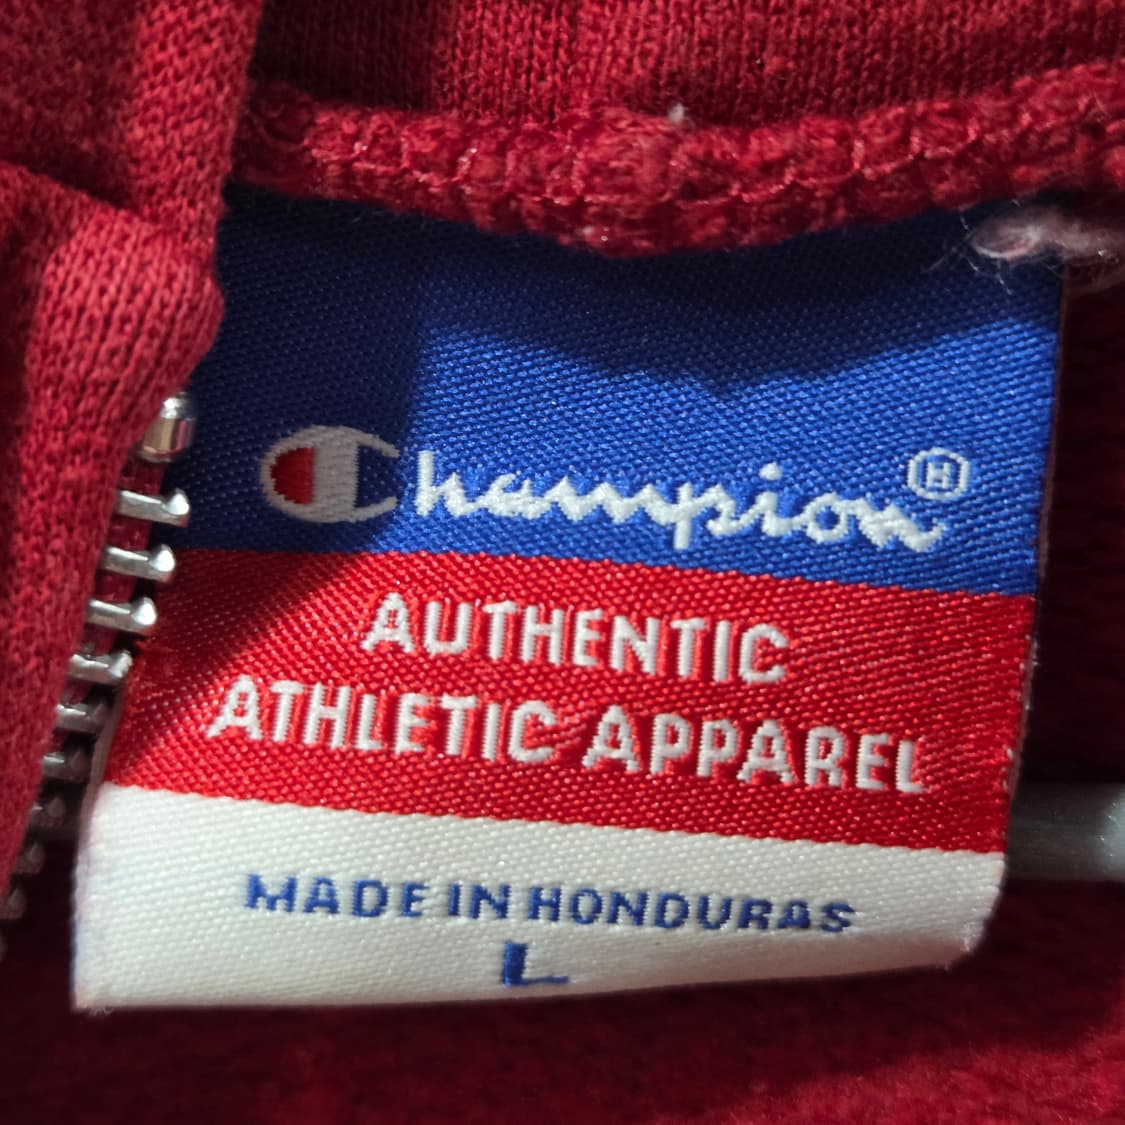 Champion®
AUTHENTIC
ATHLETIC APPAREL
MADE IN HONDURAS
L